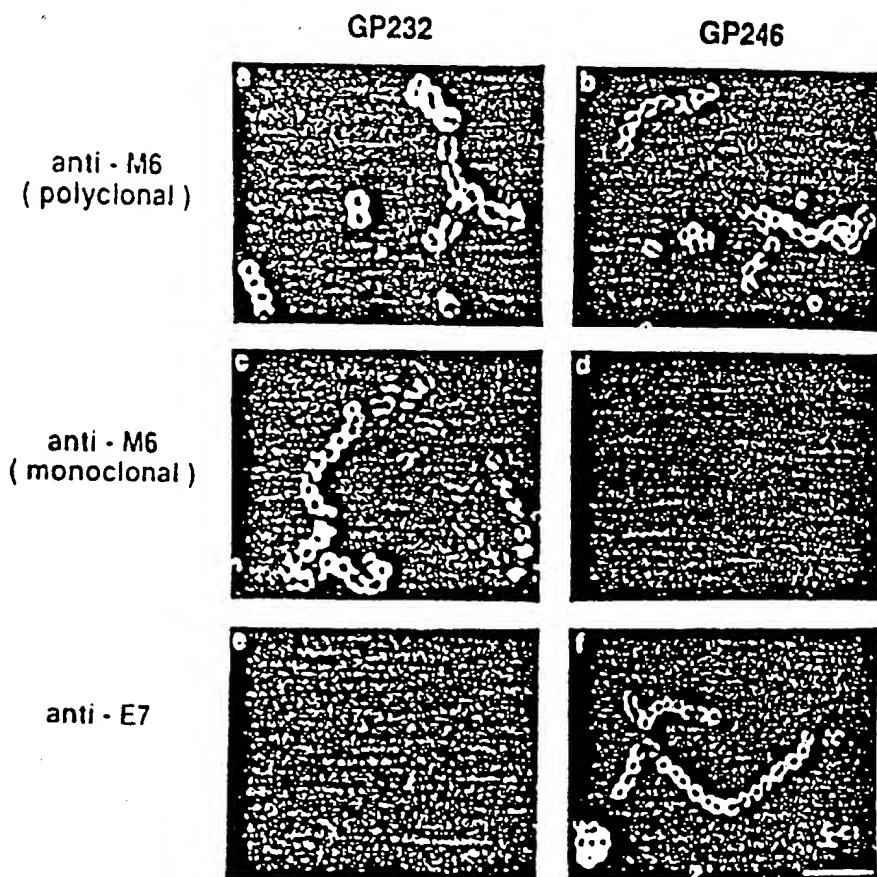 GP232 GP246
a b
anti - M6
( polyclonal )
c d
anti - M6
( monoclonal )
e f
anti - E7